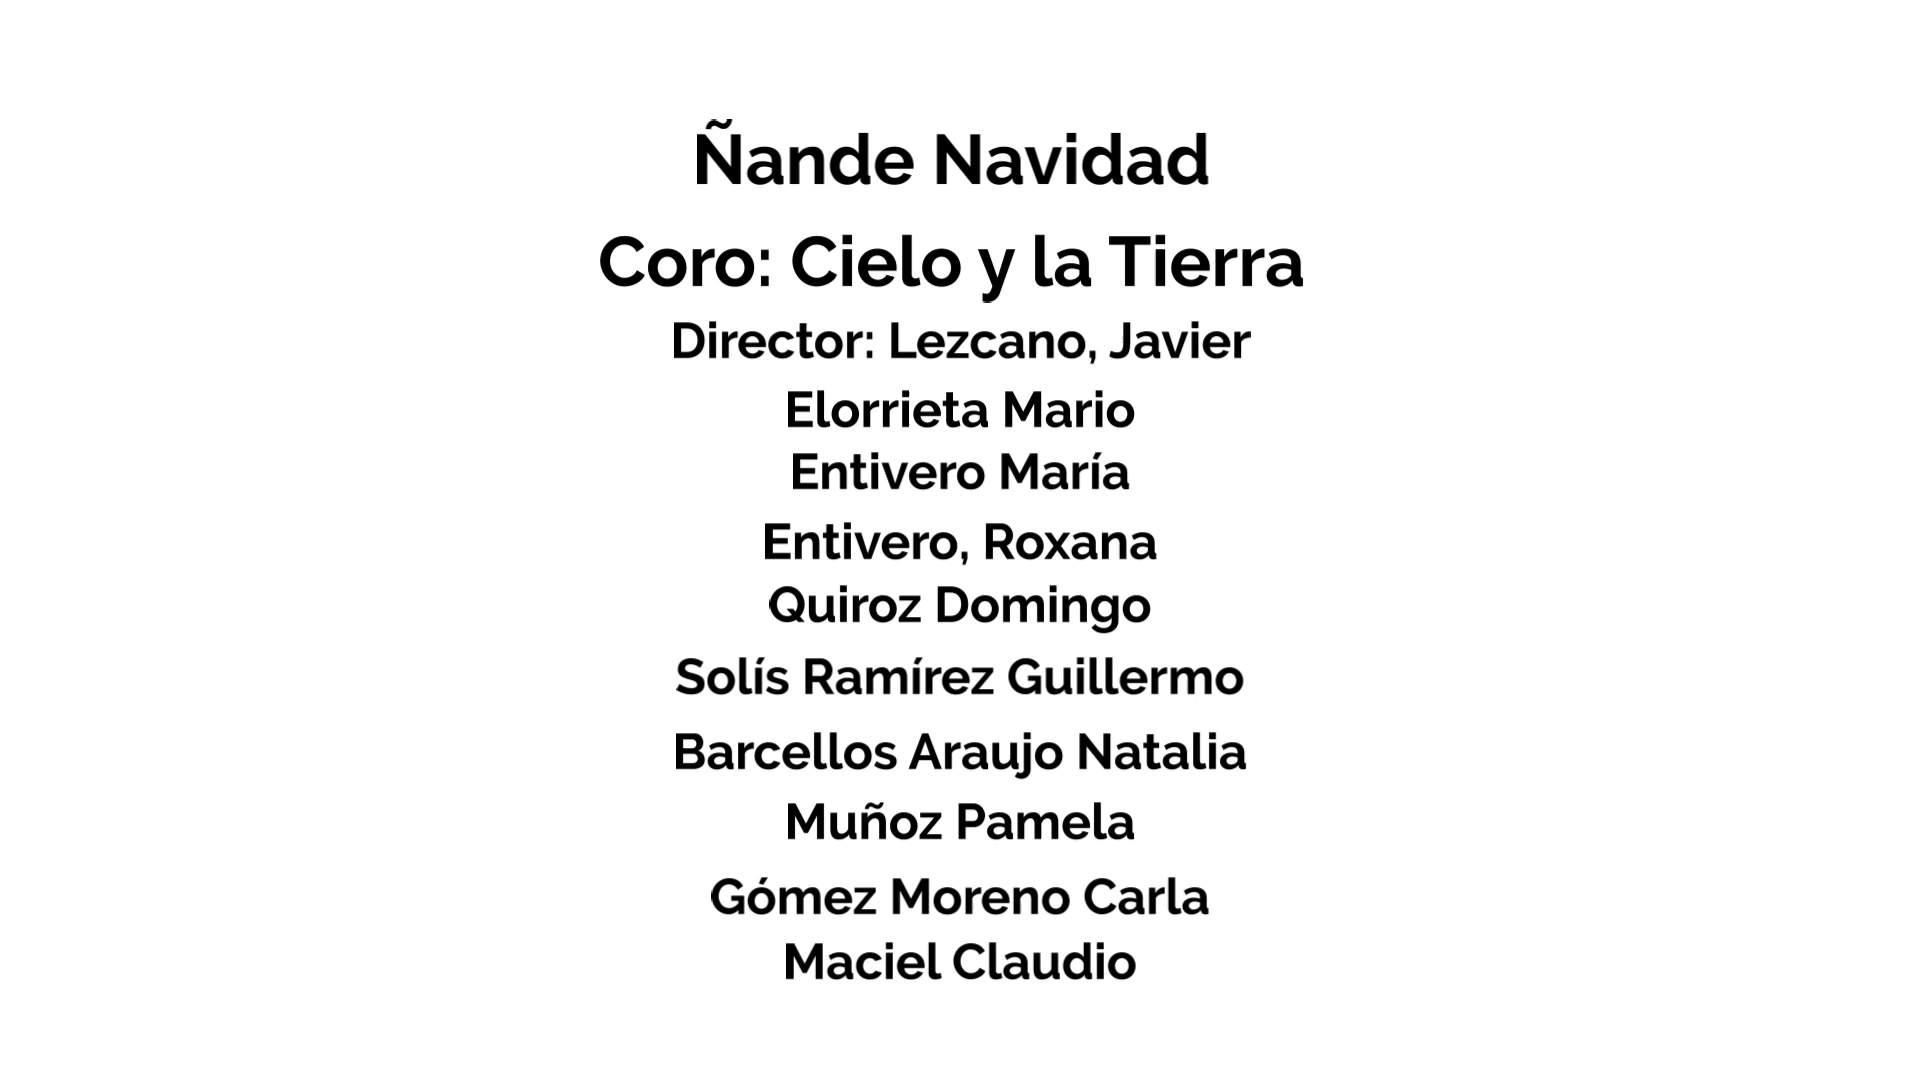 Ñande Navidad
Coro: Cielo y la Tierra
Director: Lezcano, Javier
Elorrieta Mario
Entivero María
Entivero, Roxana
Quiroz Domingo
Solís Ramírez Guillermo
Barcellos Araujo Natalia
Muñoz Pamela
Gómez Moreno Carla
Maciel Claudio